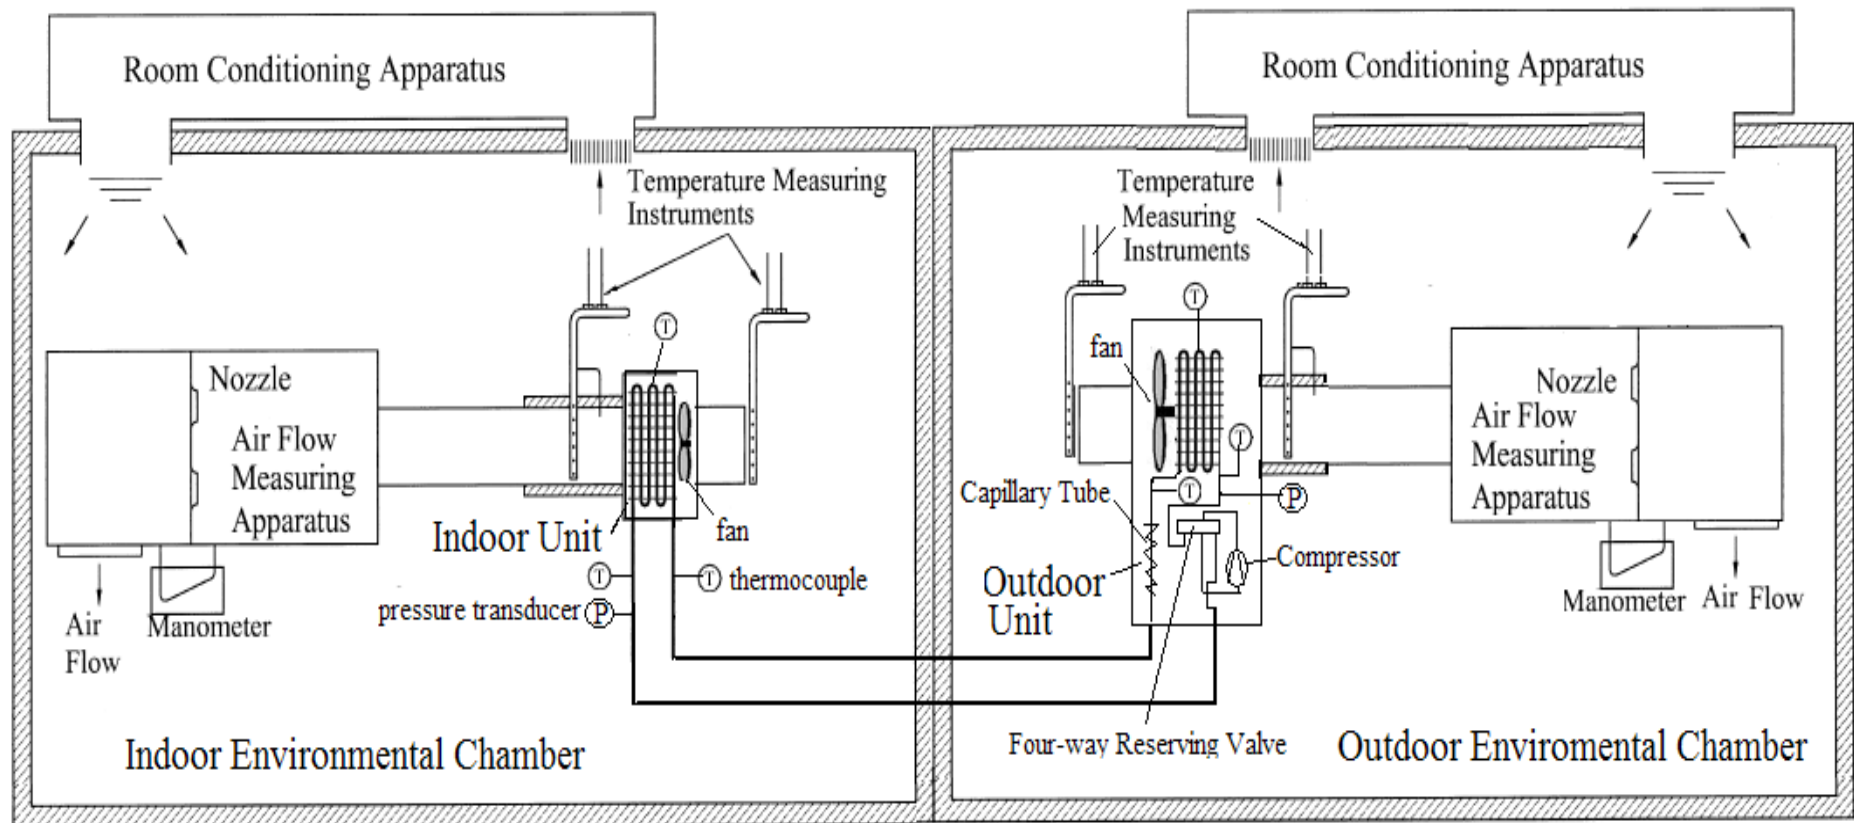 Room Conditioning Apparatus
Room Conditioning Apparatus
Temperature Measuring
Instruments
Temperature
Measuring
Instruments
T
T
fan
Nozzle
Air Flow
Measuring
Apparatus
Nozzle
Air Flow
Measuring
Apparatus
T
Capillary Tube
T
P
Indoor Unit
fan
Compressor
T
T thermocouple
Outdoor
Unit
pressure transducer P
Air
Flow
Manometer
Manometer
Air Flow
Four-way Reserving Valve
Indoor Environmental Chamber
Outdoor Enviromental Chamber